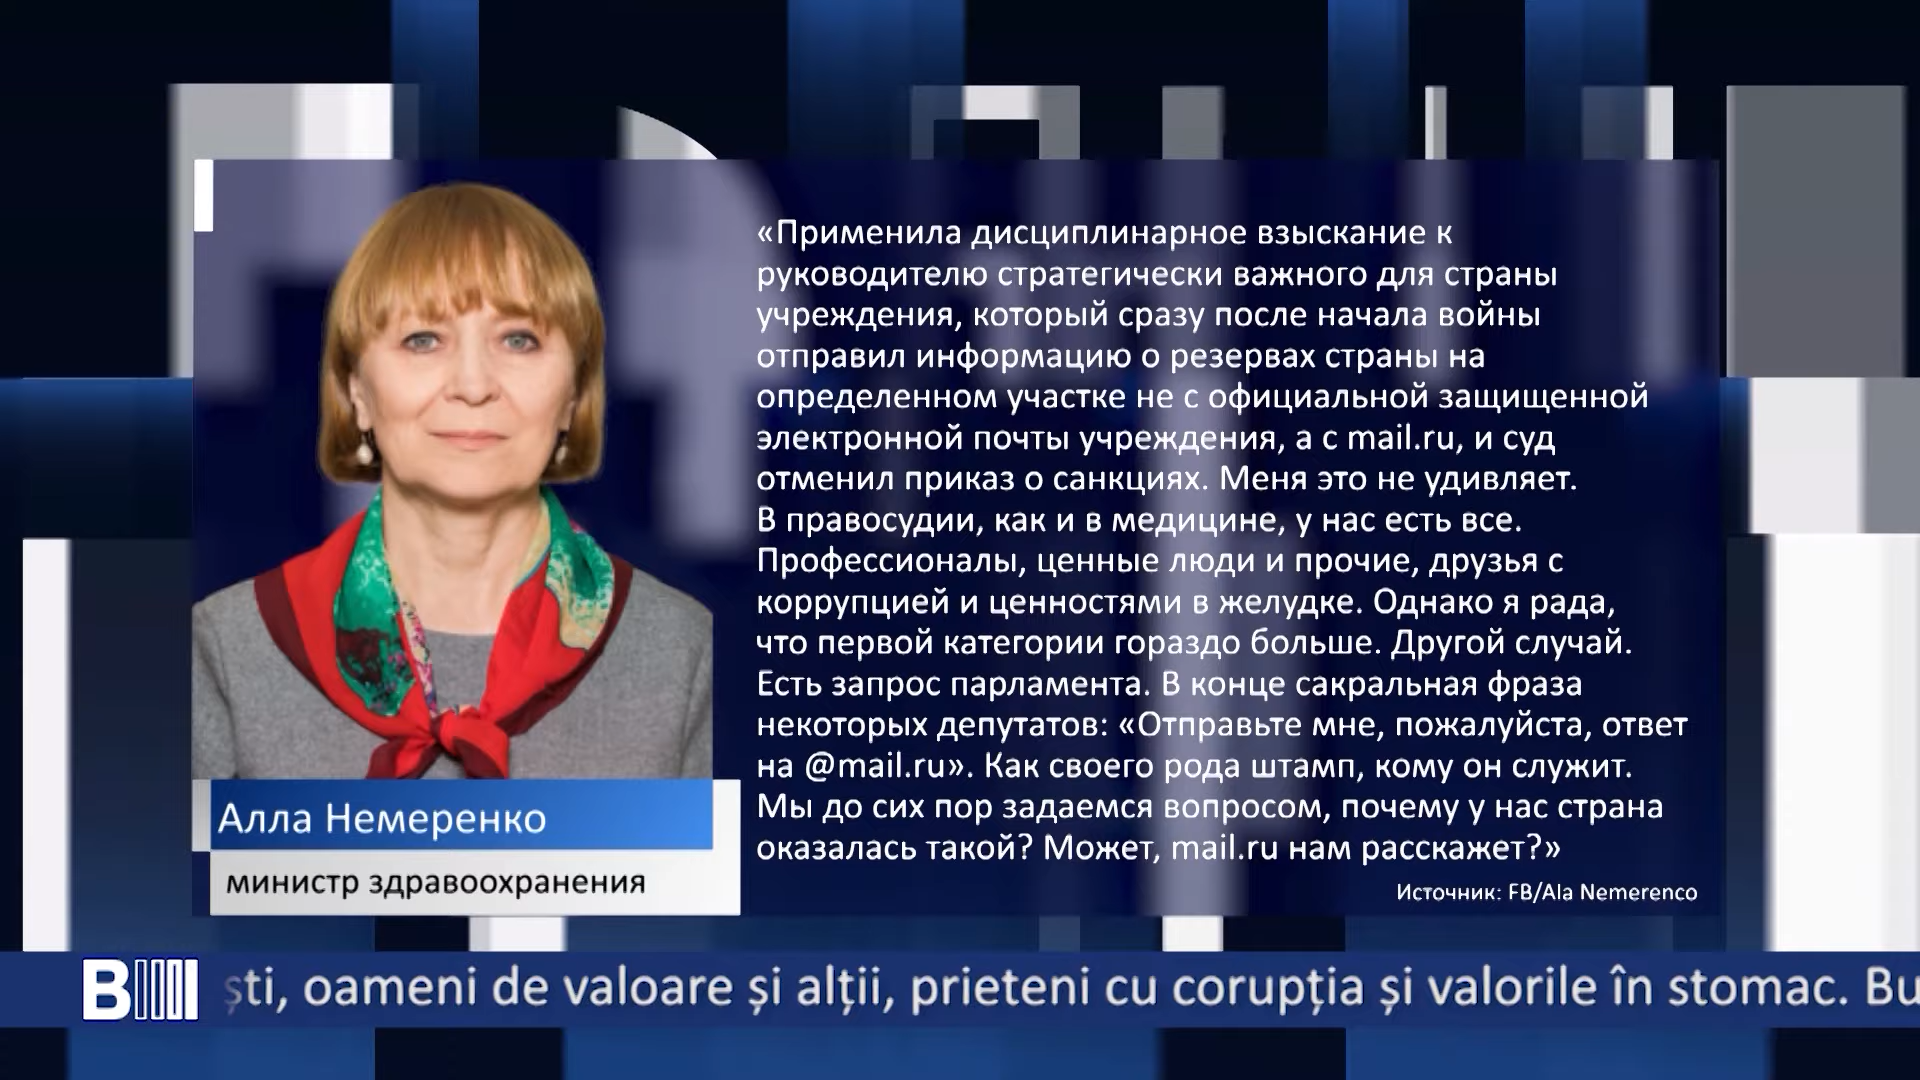 «Применила дисциплинарное взыскание к
руководителю стратегически важного для страны
учреждения, который сразу после начала войны
отправил информацию о резервах страны на
определенном участке не с официальной защищенной
электронной почты учреждения, а с mail.ru, и суд
отменил приказ о санкциях. Меня это не удивляет.
В правосудии, как и в медицине, у нас есть все.
Профессионалы, ценные люди и прочие, друзья с
коррупцией и ценностями в желудке. Однако я рада,
что первой категории гораздо больше. Другой случай.
Есть запрос парламента. В конце сакральная фраза
некоторых депутатов: «Отправьте мне, пожалуйста, ответ
на @mail.ru». Как своего рода штамп, кому он служит.
Мы до сих пор задаемся вопросом, почему у нас страна
оказалась такой? Может, mail.ru нам расскажет?»
Источник: FB/Ala Nemerenco
Алла Немеренко
министр здравоохранения
B
ști, oameni de valoare și alții, prieteni cu corupția și valorile în stomac. Bu